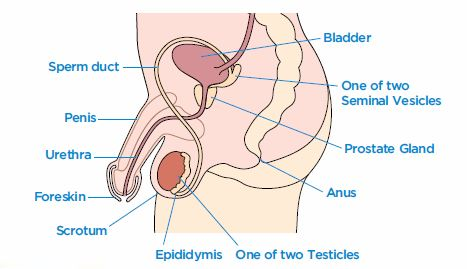 Bladder
Sperm duct
One of two
Seminal Vesicles
Penis
Prostate Gland
Urethra
Anus
Foreskin
Scrotum
Epididymis
One of two Testicles